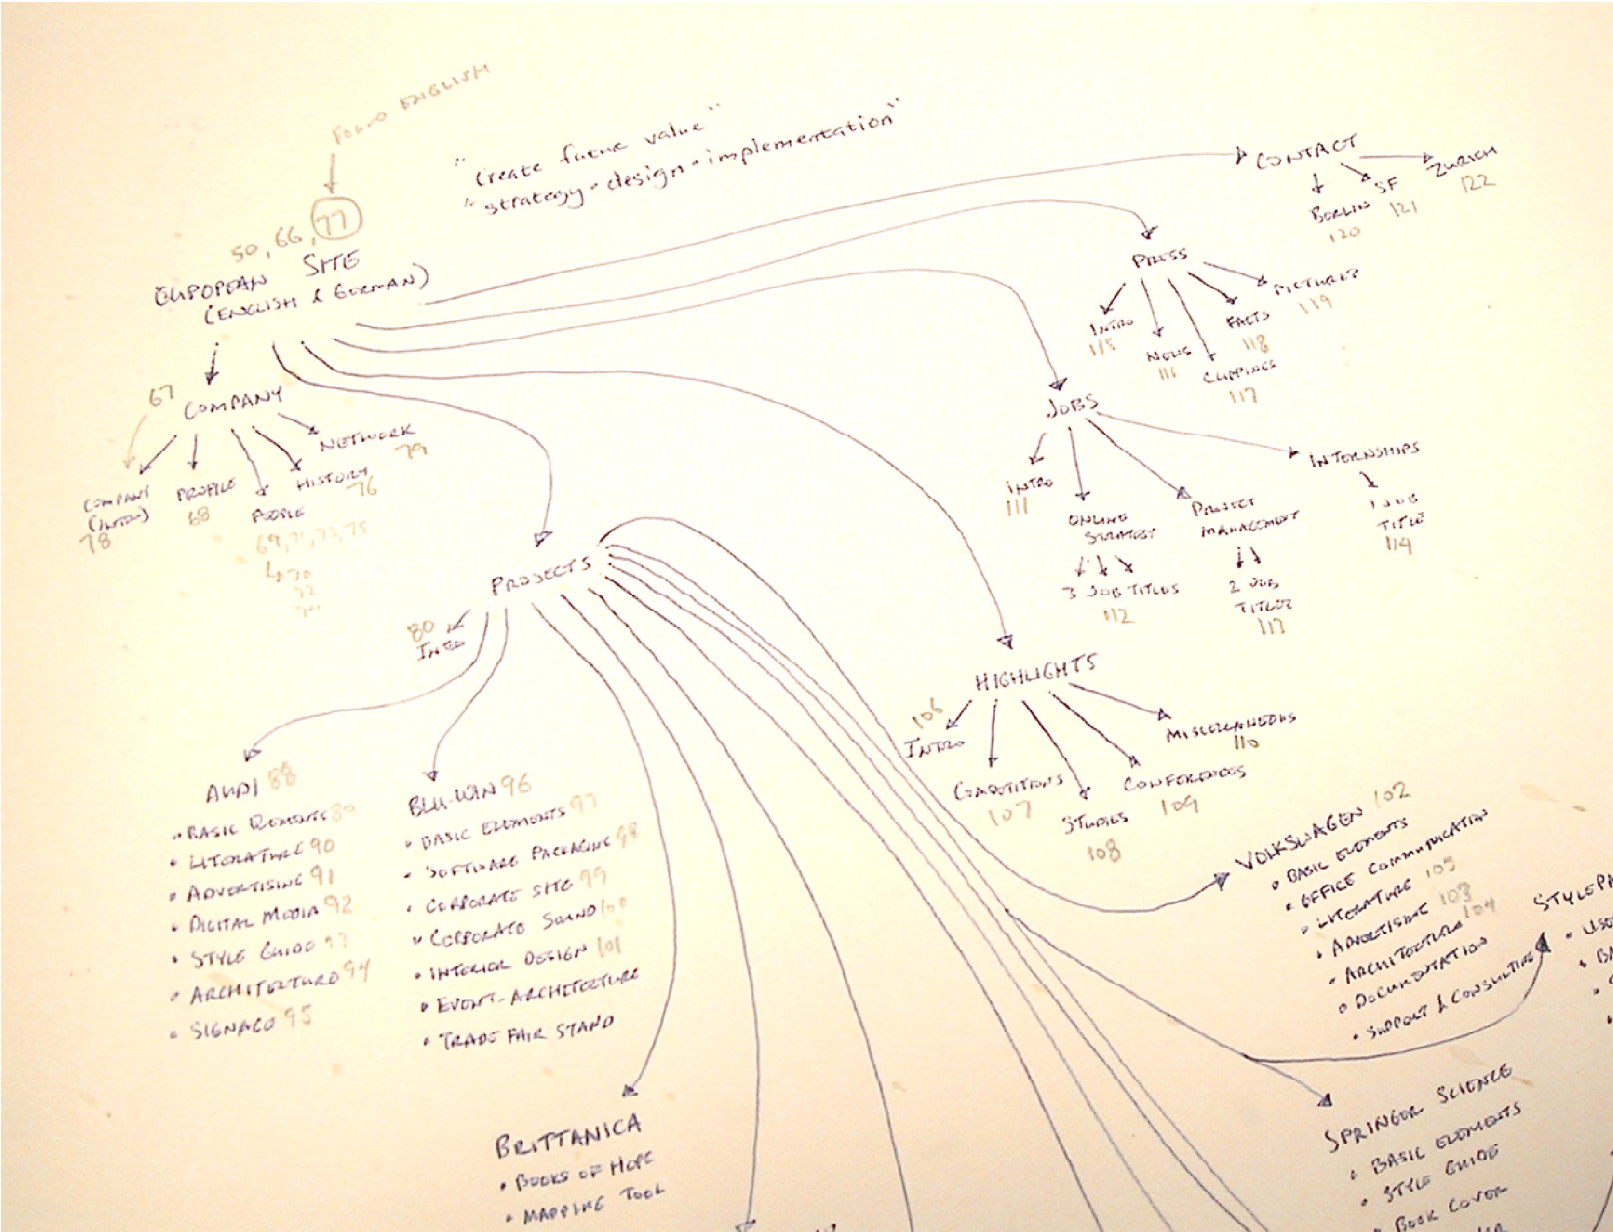 FOUND ENGLISH
"create future value"
"strategy · design · implementation"
50, 66, 77
EUROPEAN SITE
(ENGLISH & GERMAN)
CONTACT
BERLIN
120
SF
121
ZURICH
122
PRESS
INTRO
115
NEWS
116
CLIPPINGS
117
FACTS
118
PICTURES
119
67
COMPANY
COMPANY
(INTRO)
78
PROFILE
68
PEOPLE
HISTORY
76
NETWORK
79
JOBS
INTRO
111
ONLINE
STRATEGY
3 JOB TITLES
112
PROJECT
MANAGEMENT
2 JOB
TITLES
113
INTERNSHIPS
1 JOB
TITLE
114
PROJECTS
80
INTRO
HIGHLIGHTS
106
INTRO
COMPETITIONS
107
STUDIES
108
CONFERENCES
109
MISCELLANEOUS
110
AUDI 88
• BASIC ELEMENTS 89
• LITERATURE 90
• ADVERTISING 91
• DIGITAL MEDIA 92
• STYLE GUIDE 93
• ARCHITECTURE 94
• SIGNAGE 95
BLU-WIN 96
• BASIC ELEMENTS 97
• SOFTWARE PACKAGING 98
• CORPORATE SITE 99
• CORPORATE SOUND 100
• INTERIOR DESIGN 101
• EVENT-ARCHITECTURE
• TRADE FAIR STAND
BRITTANICA
• BOOKS OF HOPE
• MAPPING TOOL
VOLKSWAGEN 102
• BASIC ELEMENTS
• OFFICE COMMUNICATION
• LITERATURE 105
• ADVERTISING 103
• ARCHITECTURE 104
• DOCUMENTATION
• SUPPORT & CONSULTING
STYLEPA
SPRINGER SCIENCE
• BASIC ELEMENTS
• STYLE GUIDE
• BOOK COVER